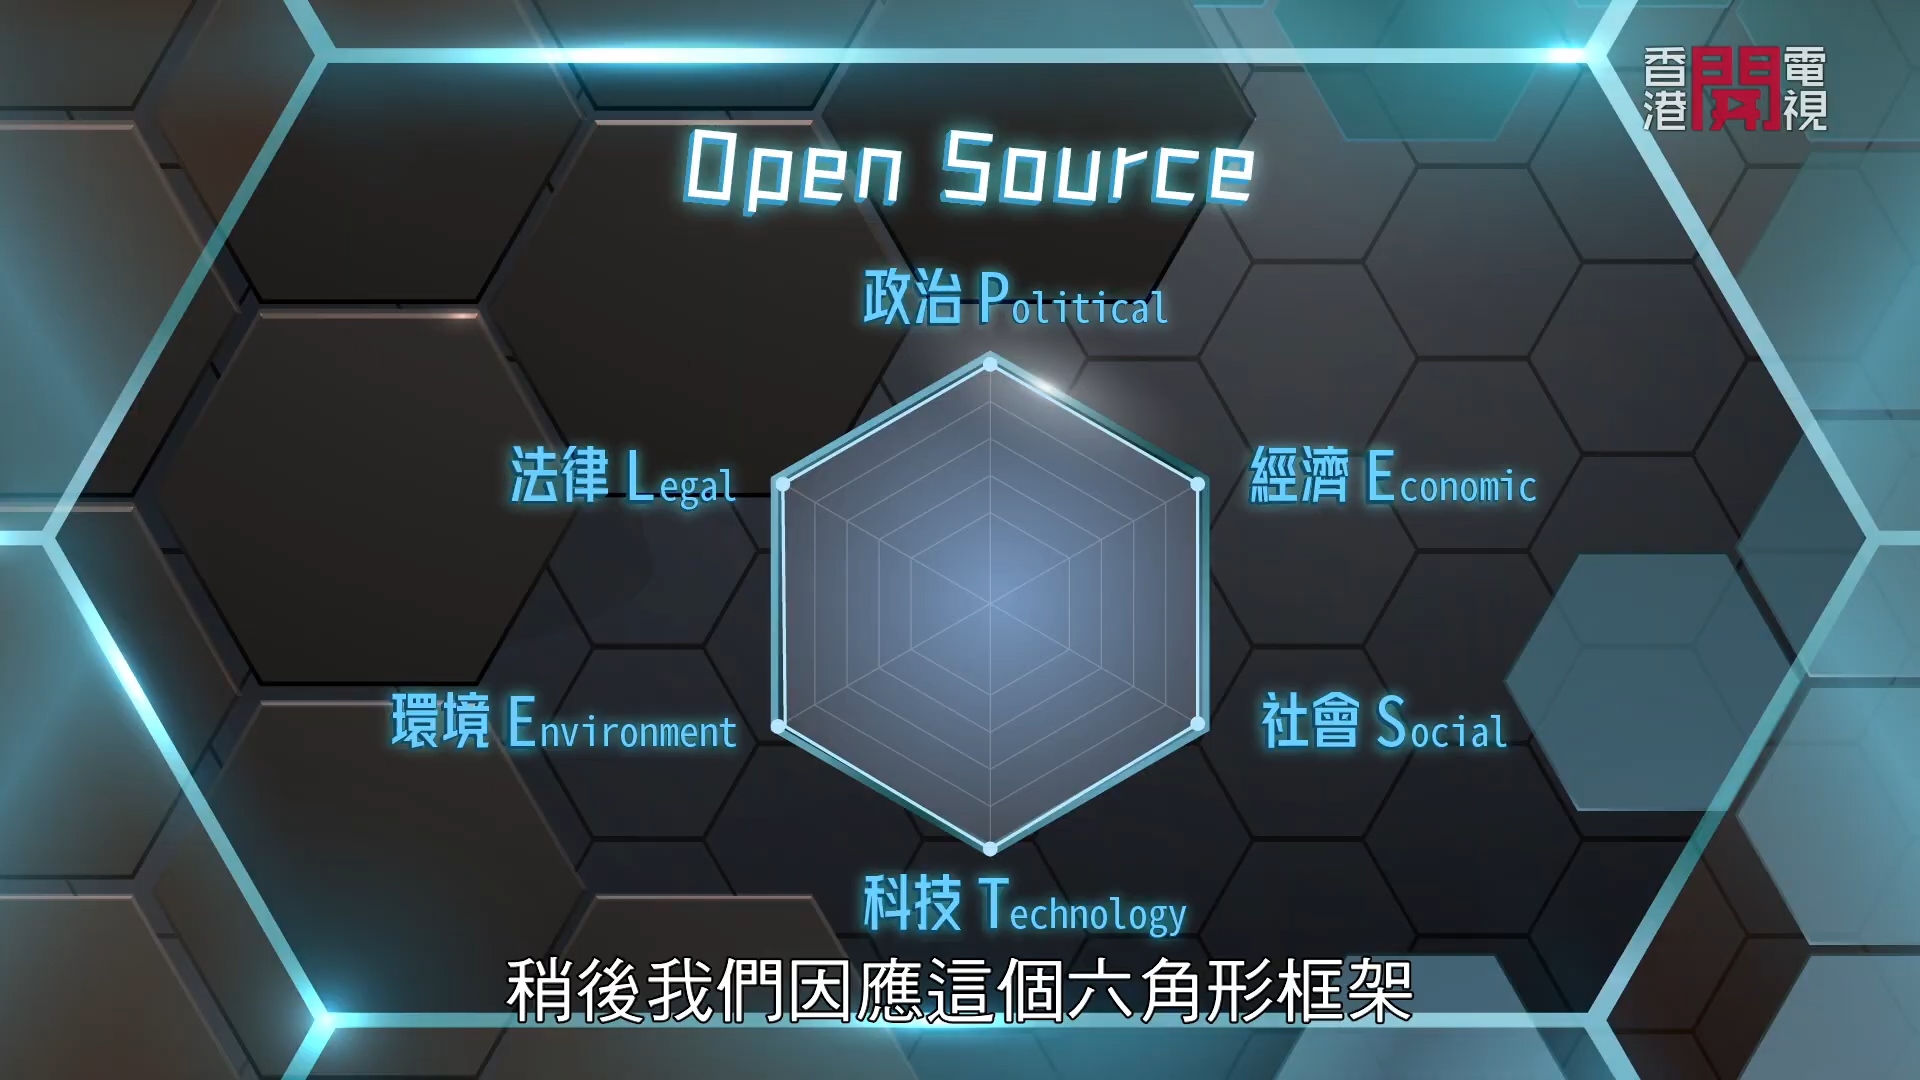 香港開電視
Open Source
政治 Political
法律 Legal
經濟 Economic
環境 Environment
社會 Social
科技 Technology
稍後我們因應這個六角形框架